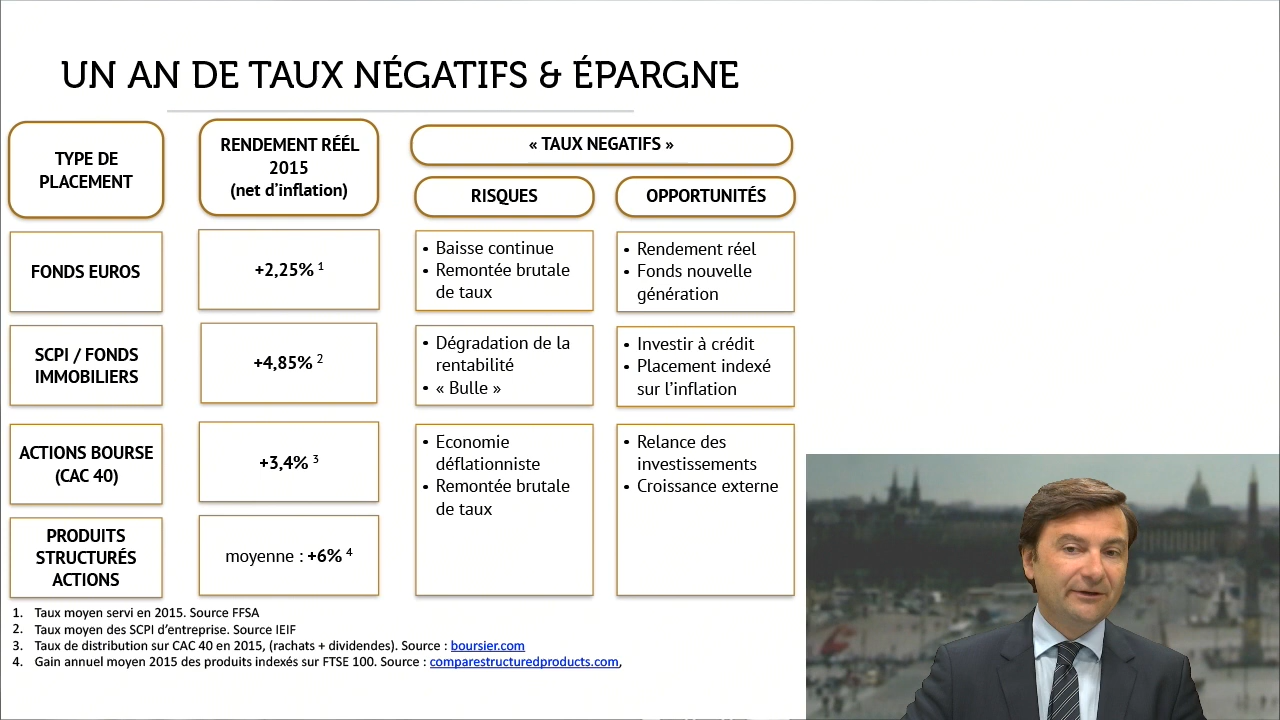 UN AN DE TAUX NÉGATIFS & ÉPARGNE
TYPE DE
PLACEMENT
RENDEMENT RÉÉL
2015
(net d’inflation)
« TAUX NEGATIFS »
RISQUES
OPPORTUNITÉS
FONDS EUROS
+2,25% 1
• Baisse continue
• Remontée brutale
de taux
• Rendement réel
• Fonds nouvelle
génération
SCPI / FONDS
IMMOBILIERS
+4,85% 2
• Dégradation de la
rentabilité
• « Bulle »
• Investir à crédit
• Placement indexé
sur l’inflation
ACTIONS BOURSE
(CAC 40)
+3,4% 3
• Economie
déflationniste
• Remontée brutale
de taux
• Relance des
investissements
• Croissance externe
PRODUITS
STRUCTURÉS
ACTIONS
moyenne : +6% 4
1. Taux moyen servi en 2015. Source FFSA
2. Taux moyen des SCPI d’entreprise. Source IEIF
3. Taux de distribution sur CAC 40 en 2015, (rachats + dividendes). Source : boursier.com
4. Gain annuel moyen 2015 des produits indexés sur FTSE 100. Source : comparestructuredproducts.com,